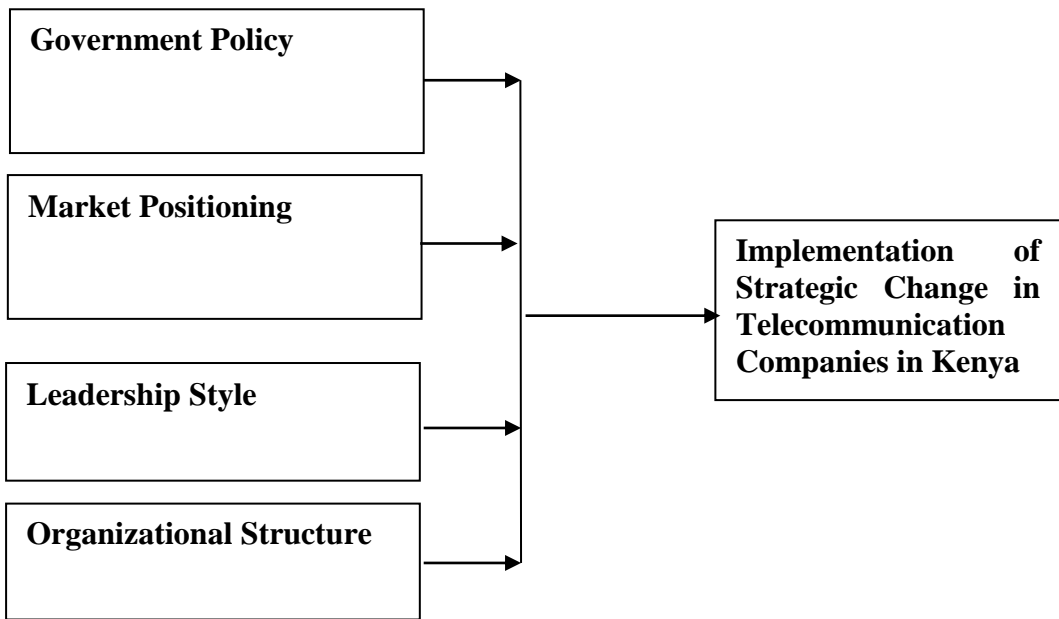 Government Policy
Market Positioning
Leadership Style
Organizational Structure
Implementation of
Strategic Change in
Telecommunication
Companies in Kenya